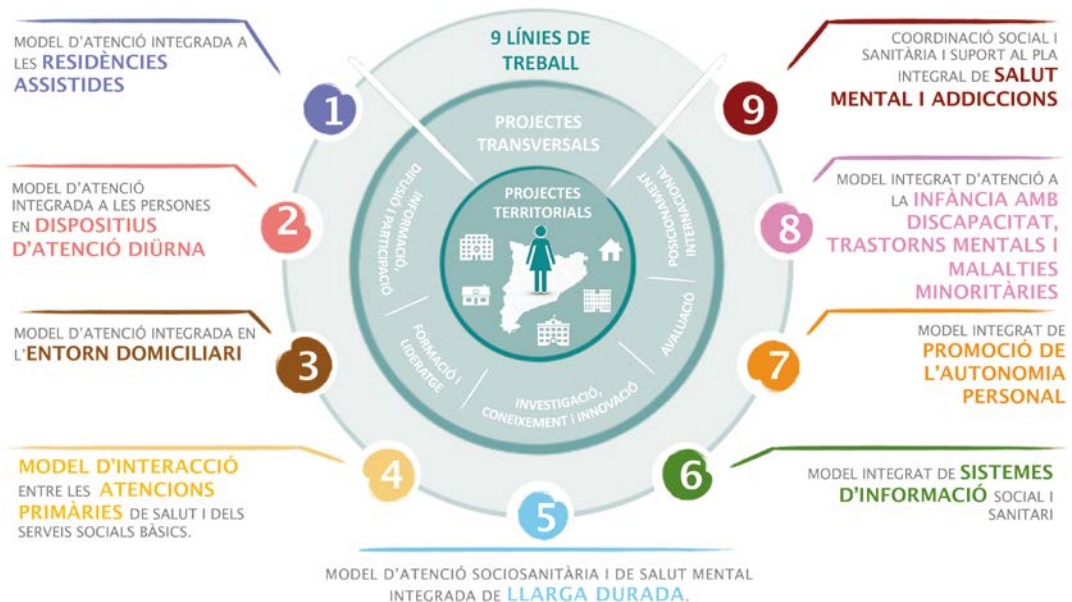 9 LÍNIES DE
TREBALL
PROJECTES
TRANSVERSALS
INFORMACIÓ,
DIFUSIÓ I PARTICIPACIÓ
POSICIONAMENT
INTERNACIONAL
AVALUACIÓ
INVESTIGACIÓ,
CONEIXEMENT I INNOVACIÓ
FORMACIÓ I
LIDERATGE
PROJECTES
TERRITORIALS
1
MODEL D'ATENCIÓ INTEGRADA A
LES RESIDÈNCIES
ASSISTIDES
2
MODEL D'ATENCIÓ
INTEGRADA A LES PERSONES
EN DISPOSITIUS
D'ATENCIÓ DIÜRNA
3
MODEL D'ATENCIÓ INTEGRADA EN
L'ENTORN DOMICILIARI
4
MODEL D'INTERACCIÓ
ENTRE LES ATENCIONS
PRIMÀRIES DE SALUT I DELS
SERVEIS SOCIALS BÀSICS.
5
MODEL D'ATENCIÓ SOCIOSANITÀRIA I DE SALUT MENTAL
INTEGRADA DE LLARGA DURADA.
6
MODEL INTEGRAT DE SISTEMES
D'INFORMACIÓ SOCIAL I
SANITARI
7
MODEL INTEGRAT DE
PROMOCIÓ DE
L'AUTONOMIA
PERSONAL
8
MODEL INTEGRAT D'ATENCIÓ A
LA INFÀNCIA AMB
DISCAPACITAT,
TRASTORNS MENTALS I
MALALTIES
MINORITÀRIES
9
COORDINACIÓ SOCIAL I
SANITÀRIA I SUPORT AL PLA
INTEGRAL DE SALUT
MENTAL I ADDICCIONS